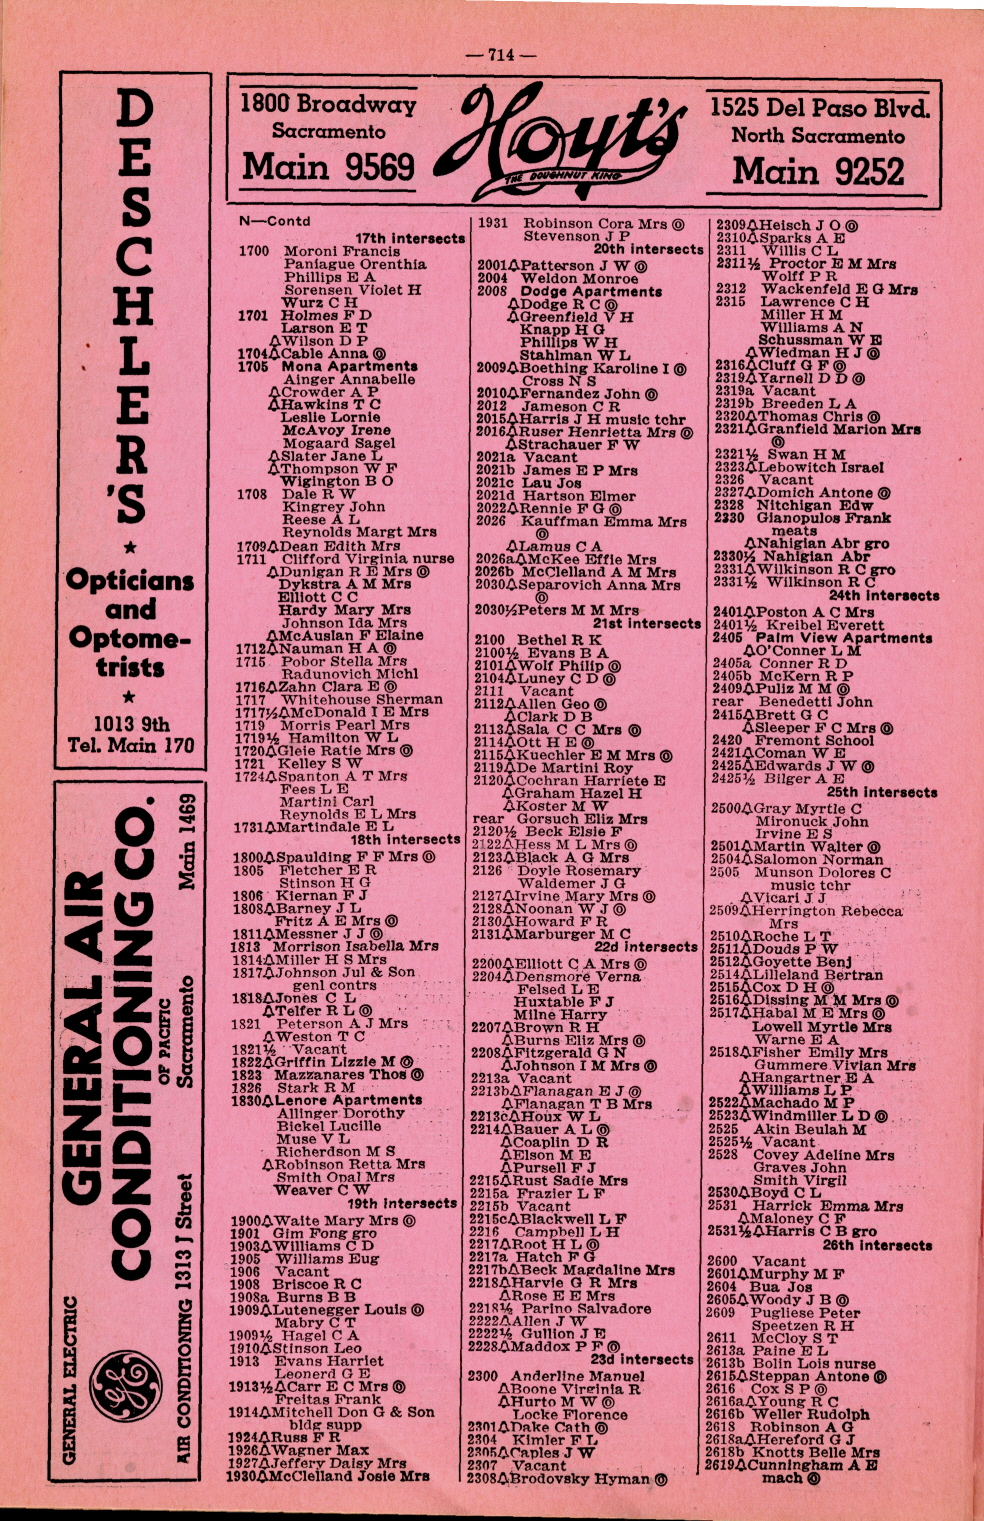 — 714 —
DESCHLER'S
★
Opticians
and
Optome-
trists
★
1013 9th
Tel. Main 170
GENERAL ELECTRIC
GE
GENERAL AIR
CONDITIONING CO.
OF PACIFIC
AIR CONDITIONING 1313 J Street Sacramento Main 1469
1800 Broadway
Sacramento
Main 9569
Hoyt's
THE DOUGHNUT KING
1525 Del Paso Blvd.
North Sacramento
Main 9252
N—Contd
17th intersects
1700 Moroni Francis
Paniague Orenthia
Phillips E A
Sorensen Violet H
Wurz C H
1701 Holmes F D
Larson E T
△Wilson D P
1704△Cable Anna ⓞ
1705 Mona Apartments
Ainger Annabelle
△Crowder A P
△Hawkins T C
Leslie Lornie
McAvoy Irene
Mogaard Sagel
△Slater Jane L
△Thompson W F
Wigington B O
1708 Dale R W
Kingrey John
Reese A L
Reynolds Margt Mrs
1709△Dean Edith Mrs
1711 Clifford Virginia nurse
△Dunigan R E Mrs ⓞ
Dykstra A M Mrs
Elliott C C
Hardy Mary Mrs
Johnson Ida Mrs
△McAuslan F Elaine
1712△Nauman H A ⓞ
1715 Pobor Stella Mrs
Radunovich Michl
1716△Zahn Clara E ⓞ
1717 Whitehouse Sherman
1717½△McDonald I E Mrs
1719 Morris Pearl Mrs
1719½ Hamilton W L
1720△Gleie Ratie Mrs ⓞ
1721 Kelley S W
1724△Spanton A T Mrs
Fees L E
Martini Carl
Reynolds E L Mrs
1731△Martindale E L
18th intersects
1800△Spaulding F F Mrs ⓞ
1805 Fletcher E R
Stinson H G
1806 Kiernan F J
1808△Barney J L
Fritz A E Mrs ⓞ
1811△Messner J J ⓞ
1813 Morrison Isabella Mrs
1814△Miller H S Mrs
1817△Johnson Jul & Son
genl contrs
1818△Jones C L
△Telfer R L ⓞ
1821 Peterson A J Mrs
△Weston T C
1821½ Vacant
1822△Griffin Lizzie M ⓞ
1823 Mazzanares Thos ⓞ
1826 Stark R M
1830△Lenore Apartments
Allinger Dorothy
Bickel Lucille
Muse V L
Richerdson M S
△Robinson Retta Mrs
Smith Opal Mrs
Weaver C W
19th intersects
1900△Waite Mary Mrs ⓞ
1901 Gim Fong gro
1903△Williams C D
1905 Williams Eug
1906 Vacant
1908 Briscoe R C
1908a Burns B B
1909△Lutenegger Louis ⓞ
Mabry C T
1909½ Hagel C A
1910△Stinson Leo
1913 Evans Harriet
Leonerd G E
1913½△Carr E C Mrs ⓞ
Freitas Frank
1914△Mitchell Don G & Son
bldg supp
1924△Russ F R
1926△Wagner Max
1927△Jeffery Daisy Mrs
1930△McClelland Josie Mrs
1931 Robinson Cora Mrs ⓞ
Stevenson J P
20th intersects
2001△Patterson J W ⓞ
2004 Weldon Monroe
2008 Dodge Apartments
△Dodge R C ⓞ
△Greenfield V H
Knapp H G
Phillips W H
Stahlman W L
2009△Boething Karoline I ⓞ
Cross N S
2010△Fernandez John ⓞ
2012 Jameson C R
2015△Harris J H music tchr
2016△Ruser Henrietta Mrs ⓞ
△Strachauer F W
2021a Vacant
2021b James E P Mrs
2021c Lau Jos
2021d Hartson Elmer
2022△Rennie F G ⓞ
2026 Kauffman Emma Mrs
ⓞ
△Lamus C A
2026a△McKee Effie Mrs
2026b McClelland A M Mrs
2030△Separovich Anna Mrs
ⓞ
2030½Peters M M Mrs
21st intersects
2100 Bethel R K
2100½ Evans B A
2101△Wolf Philip ⓞ
2104△Luney C D ⓞ
2111 Vacant
2112△Allen Geo ⓞ
△Clark D B
2113△Sala C C Mrs ⓞ
2114△Ott H E ⓞ
2115△Kuechler E M Mrs ⓞ
2119△De Martini Roy
2120△Cochran Harriete E
△Graham Hazel H
△Koster M W
rear Gorsuch Eliz Mrs
2120½ Beck Elsie F
2122△Hess M L Mrs ⓞ
2123△Black A G Mrs
2126 Doyle Rosemary
Waldemer J G
2127△Irvine Mary Mrs ⓞ
2128△Noonan W J ⓞ
2130△Howard F R
2131△Marburger M C
22d intersects
2200△Elliott C A Mrs ⓞ
2204△Densmore Verna
Felsed L E
Huxtable F J
Milne Harry
2207△Brown R H
△Burns Eliz Mrs ⓞ
2208△Fitzgerald G N
△Johnson I M Mrs ⓞ
2213a Vacant
2213b△Flanagan E J ⓞ
△Flanagan T B Mrs
2213c△Houx W L
2214△Bauer A L ⓞ
△Coaplin D R
△Elson M E
△Pursell F J
2215△Rust Sadie Mrs
2215a Frazier L F
2215b Vacant
2215c△Blackwell L F
2216 Campbell L H
2217△Root H L ⓞ
2217a Hatch F G
2217b△Beck Magdaline Mrs
2218△Harvie G R Mrs
△Rose E E Mrs
2218½ Parino Salvadore
2222△Allen J W
2222½ Gullion J E
2228△Maddox P F ⓞ
23d intersects
2300 Anderline Manuel
△Boone Virginia R
△Hurto M W ⓞ
Locke Florence
2301△Dake Cath ⓞ
2304 Kimler F L
2305△Caples J W
2307 Vacant
2308△Brodovsky Hyman ⓞ
2309△Heisch J O ⓞ
2310△Sparks A E
2311 Willis C L
2311½ Proctor E M Mrs
Wolff P R
2312 Wackenfeld E G Mrs
2315 Lawrence C H
Miller H M
Williams A N
Schussman W E
△Wiedman H J ⓞ
2316△Cluff G F ⓞ
2319△Yarnell D D ⓞ
2319a Vacant
2319b Breeden L A
2320△Thomas Chris ⓞ
2321△Granfield Marion Mrs
ⓞ
2321½ Swan H M
2323△Lebowitch Israel
2326 Vacant
2327△Domich Antone ⓞ
2328 Nitchigan Edw
2330 Gianopulos Frank
meats
△Nahigian Abr gro
2330½ Nahigian Abr
2331△Wilkinson R C gro
2331½ Wilkinson R C
24th intersects
2401△Poston A C Mrs
2401½ Kreibel Everett
2405 Palm View Apartments
△O'Conner L M
2405a Conner R D
2405b McKern R P
2409△Puliz M M ⓞ
rear Benedetti John
2415△Brett G C
△Sleeper F C Mrs ⓞ
2420 Fremont School
2421△Coman W E
2425△Edwards J W ⓞ
2425½ Bilger A E
25th intersects
2500△Gray Myrtle C
Mironuck John
Irvine E S
2501△Martin Walter ⓞ
2504△Salomon Norman
2505 Munson Dolores C
music tchr
△Vicari J J
2509△Herrington Rebecca
Mrs
2510△Roche L T
2511△Douds P W
2512△Goyette Benj
2514△Lilleland Bertran
2515△Cox D H ⓞ
2516△Dissing M M Mrs ⓞ
2517△Habal M E Mrs ⓞ
Lowell Myrtle Mrs
Warne E A
2518△Fisher Emily Mrs
Gummere Vivian Mrs
△Hangartner E A
△Williams L P
2522△Machado M P
2523△Windmiller L D ⓞ
2525 Akin Beulah M
2525½ Vacant
2528 Covey Adeline Mrs
Graves John
Smith Virgil
2530△Boyd C L
2531 Harrick Emma Mrs
△Maloney C F
2531½△Harris C B gro
26th intersects
2600 Vacant
2601△Murphy M F
2604 Bua Jos
2605△Woody J B ⓞ
2609 Pugliese Peter
Speetzen R H
2611 McCloy S T
2613a Paine E L
2613b Bolin Lois nurse
2615△Steppan Antone ⓞ
2616 Cox S P ⓞ
2616a△Young R C
2616b Weller Rudolph
2618 Robinson A G
2618a△Hereford G J
2618b Knotts Belle Mrs
2619△Cunningham A E
mach ⓞ